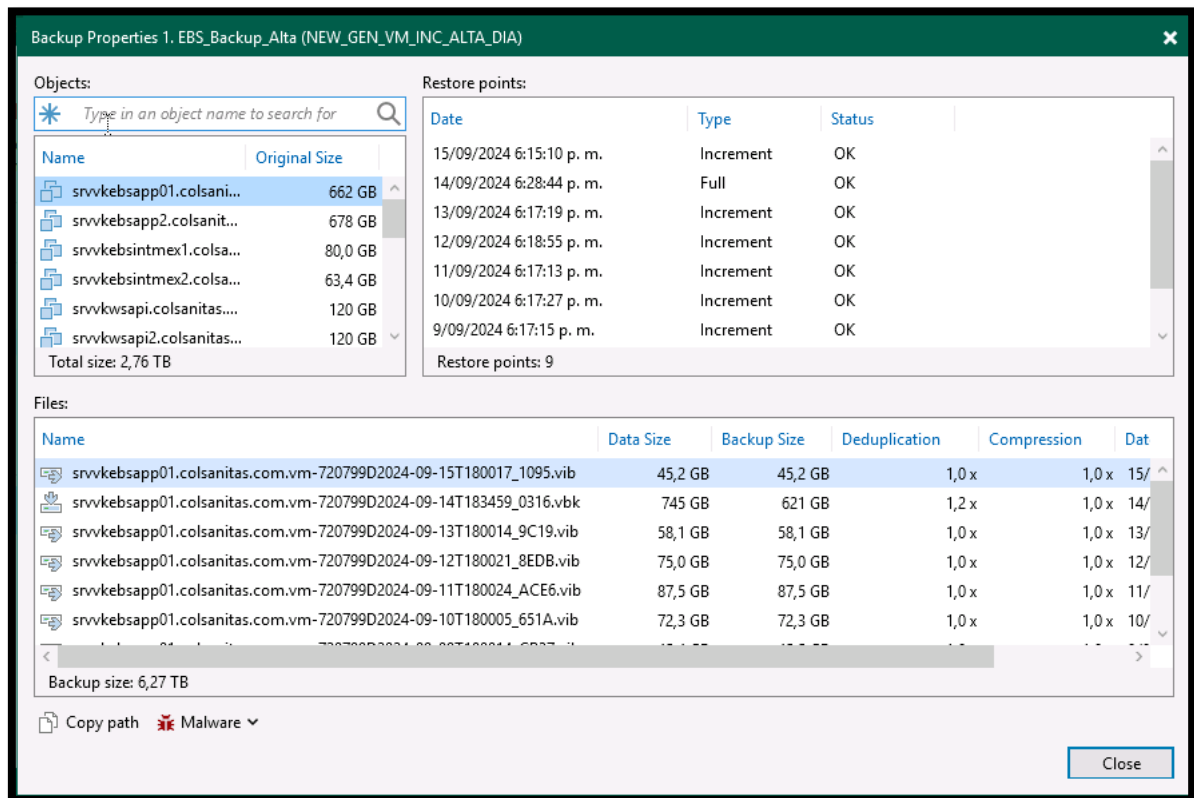 Backup Properties 1. EBS_Backup_Alta (NEW_GEN_VM_INC_ALTA_DIA)
Objects:
Type in an object name to search for
Name Original Size
srvvkebsapp01.colsani... 662 GB
srvvkebsapp2.colsanit... 678 GB
srvvkebsintmex1.colsa... 80,0 GB
srvvkebsintmex2.colsa... 63,4 GB
srvvkwsapi.colsanitas.... 120 GB
srvvkwsapi2.colsanitas... 120 GB
Total size: 2,76 TB
Restore points:
Date Type Status
15/09/2024 6:15:10 p. m. Increment OK
14/09/2024 6:28:44 p. m. Full OK
13/09/2024 6:17:19 p. m. Increment OK
12/09/2024 6:18:55 p. m. Increment OK
11/09/2024 6:17:13 p. m. Increment OK
10/09/2024 6:17:27 p. m. Increment OK
9/09/2024 6:17:15 p. m. Increment OK
Restore points: 9
Files:
Name Data Size Backup Size Deduplication Compression Dat
srvvkebsapp01.colsanitas.com.vm-720799D2024-09-15T180017_1095.vib 45,2 GB 45,2 GB 1,0 x 1,0 x 15/
srvvkebsapp01.colsanitas.com.vm-720799D2024-09-14T183459_0316.vbk 745 GB 621 GB 1,2 x 1,0 x 14/
srvvkebsapp01.colsanitas.com.vm-720799D2024-09-13T180014_9C19.vib 58,1 GB 58,1 GB 1,0 x 1,0 x 13/
srvvkebsapp01.colsanitas.com.vm-720799D2024-09-12T180021_8EDB.vib 75,0 GB 75,0 GB 1,0 x 1,0 x 12/
srvvkebsapp01.colsanitas.com.vm-720799D2024-09-11T180024_ACE6.vib 87,5 GB 87,5 GB 1,0 x 1,0 x 11/
srvvkebsapp01.colsanitas.com.vm-720799D2024-09-10T180005_651A.vib 72,3 GB 72,3 GB 1,0 x 1,0 x 10/
Backup size: 6,27 TB
Copy path Malware
Close